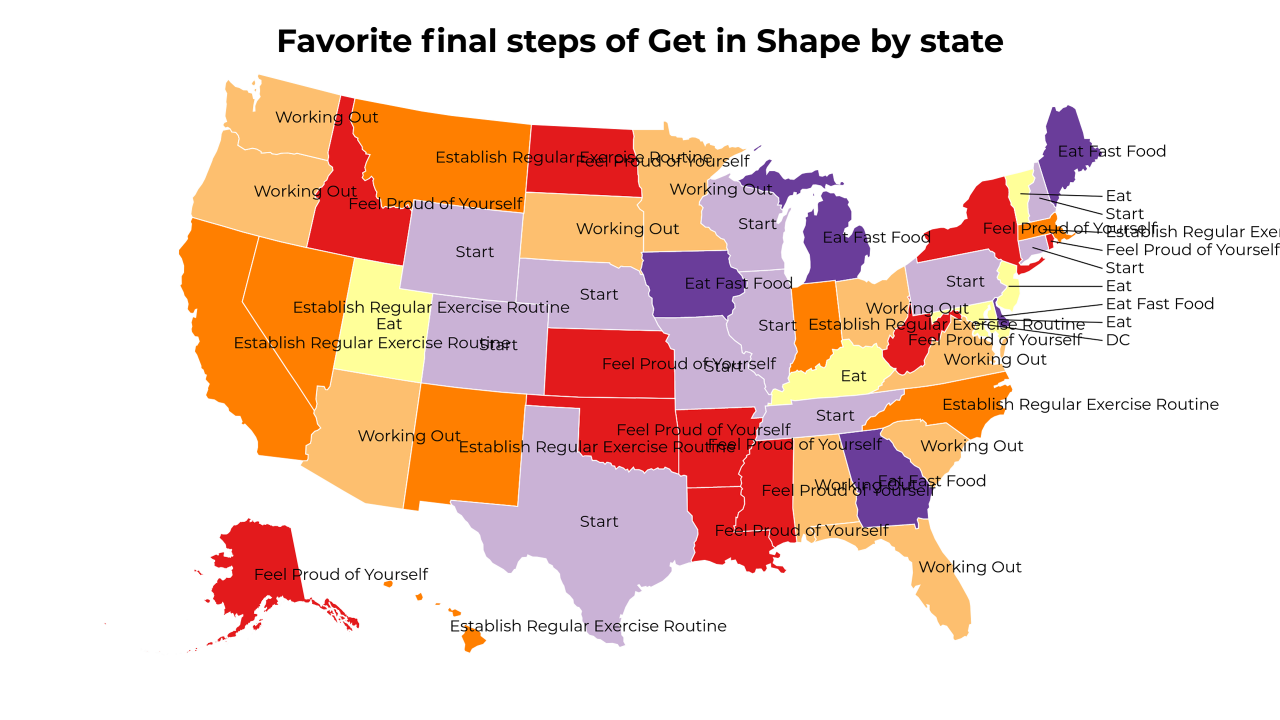 Favorite final steps of Get in Shape by state
Working Out
Eat Fast Food
Establish Regular Exercise Routine
Feel Proud of Yourself
Working Out
Working Out
Eat
Feel Proud of Yourself
Start
Start
Working Out
Feel Proud of Yourself
Establish Regular Exercise Routine
Eat Fast Food
Feel Proud of Yourself
Start
Start
Start
Eat Fast Food
Eat
Start
Eat Fast Food
Establish Regular Exercise Routine
Working Out
Eat Fast Food
Eat
Start
Establish Regular Exercise Routine
Eat
DC
Feel Proud of Yourself
Establish Regular Exercise Routine
Start
Working Out
Feel Proud of Yourself
Start
Eat
Establish Regular Exercise Routine
Start
Feel Proud of Yourself
Working Out
Feel Proud of Yourself
Working Out
Establish Regular Exercise Routine
Eat Fast Food
Working Out
Feel Proud of Yourself
Start
Feel Proud of Yourself
Working Out
Feel Proud of Yourself
Establish Regular Exercise Routine